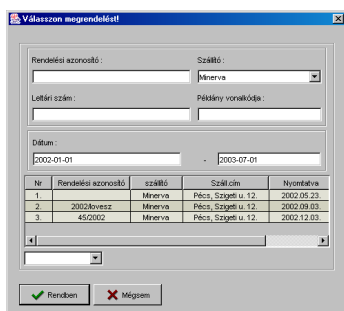 Válasszon megrendelést!
Rendelési azonosító :
Szállító :
Minerva
Leltári szám :
Példány vonalkódja :
Dátum :
2002-01-01 - 2003-07-01
Nr Rendelési azonosító szállító Száll.cím Nyomtatva
1. Minerva Pécs, Szigeti u. 12. 2002.05.23.
2. 2002/lovesz Minerva Pécs, Szigeti u. 12. 2002.09.03.
3. 45/2002 Minerva Pécs, Szigeti u. 12. 2002.12.03.
Rendben Mégsem